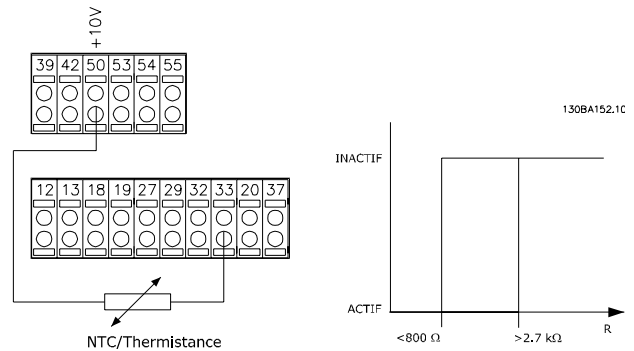 +10V
39 42 50 53 54 55
130BA152.10
INACTIF
12 13 18 19 27 29 32 33 20 37
ACTIF
R
<800 Ω
>2.7 kΩ
NTC/Thermistance